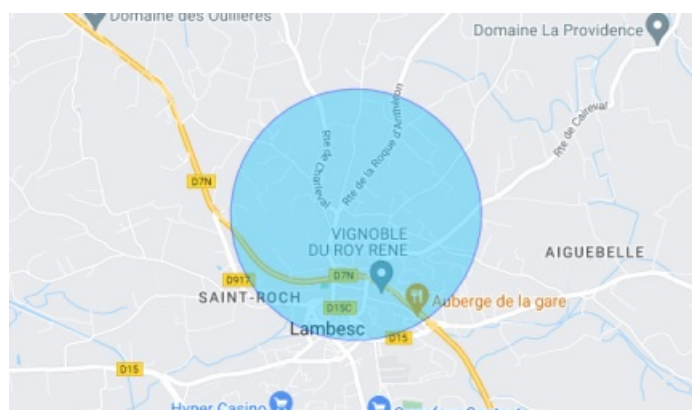 Domaine des Ouillères
Domaine La Providence
Rte de Charleval
Rte de la Roque d'Anthéron
Rte de Caireval
D7N
VIGNOBLE
DU ROY RENE
AIGUEBELLE
D917
D7N
SAINT-ROCH
D15C
Auberge de la gare
Lambesc
D15
D15
Hyper Casino